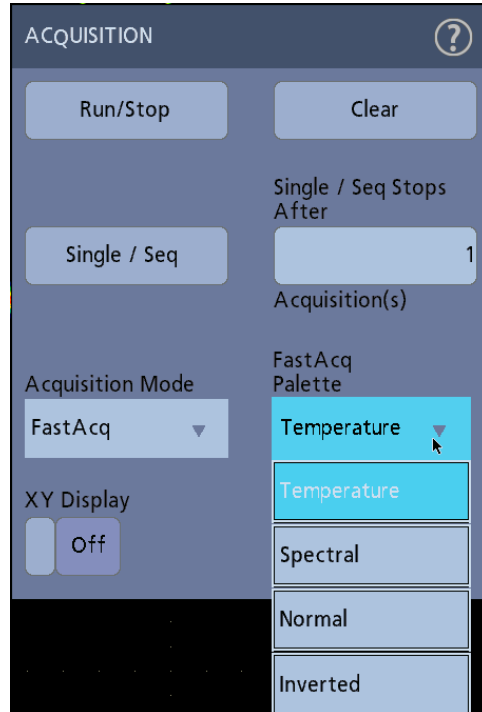 ACQUISITION
?
Run/Stop
Clear
Single / Seq Stops
After
Single / Seq
1
Acquisition(s)
Acquisition Mode
FastAcq
Palette
FastAcq
Temperature
XY Display
Off
Temperature
Spectral
Normal
Inverted